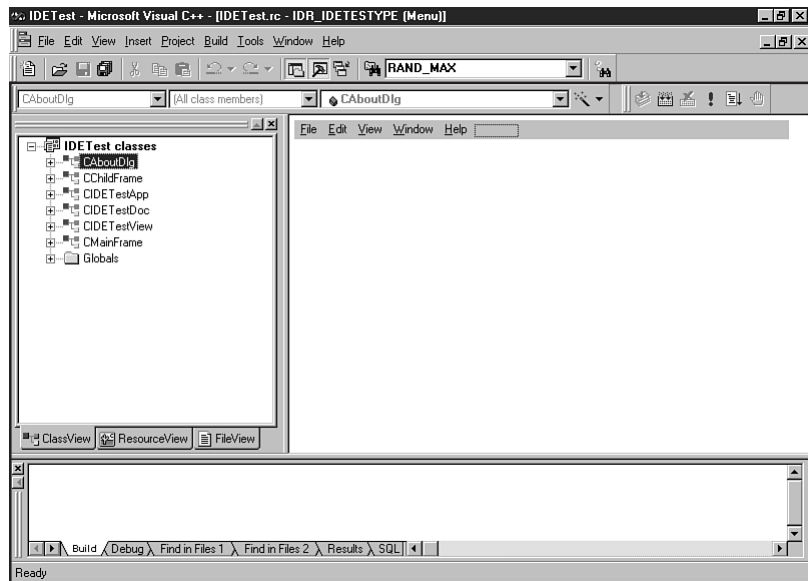 IDETest - Microsoft Visual C++ - [IDETest.rc - IDR_IDETESTYPE (Menu)]
File Edit View Insert Project Build Tools Window Help
RAND_MAX
CAboutDlg (All class members) CAboutDlg
File Edit View Window Help
IDETest classes
CAboutDlg
CChildFrame
CIDETestApp
CIDETestDoc
CIDETestView
CMainFrame
Globals
ClassView ResourceView FileView
Build Debug Find in Files 1 Find in Files 2 Results SQL
Ready